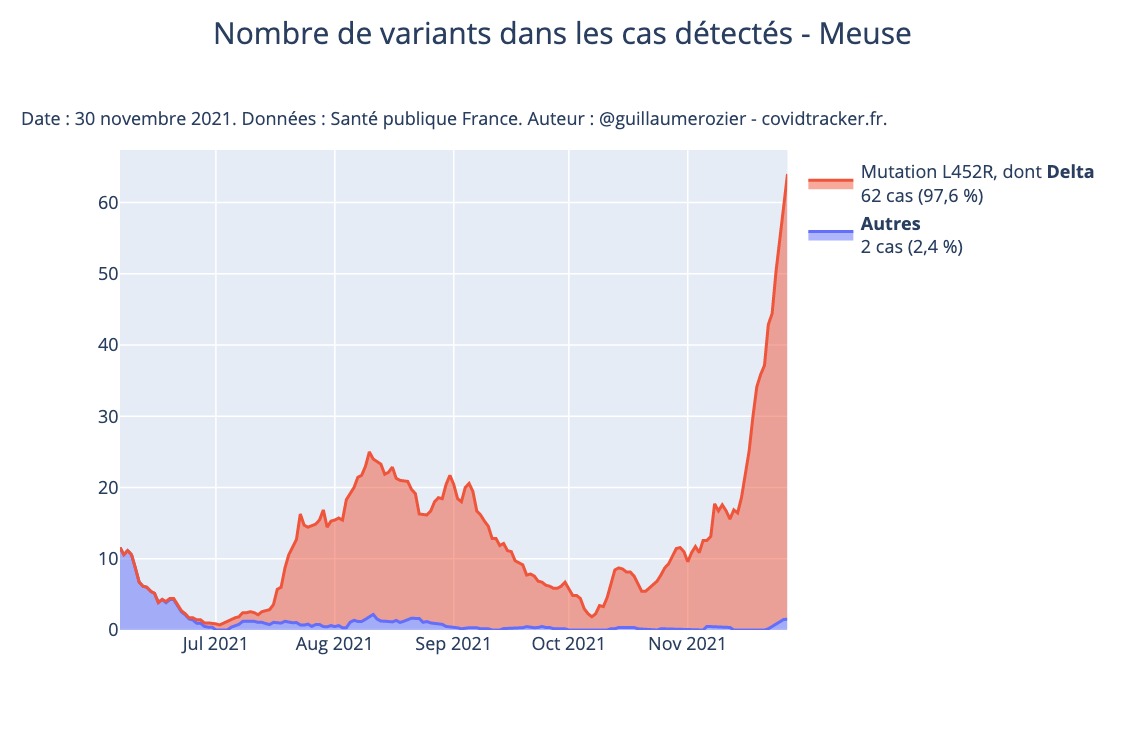 Nombre de variants dans les cas détectés - Meuse
Date : 30 novembre 2021. Données : Santé publique France. Auteur : @guillaumerozier - covidtracker.fr.
Mutation L452R, dont Delta
62 cas (97,6 %)
Autres
2 cas (2,4 %)
60
50
40
30
20
10
0
Jul 2021
Aug 2021
Sep 2021
Oct 2021
Nov 2021